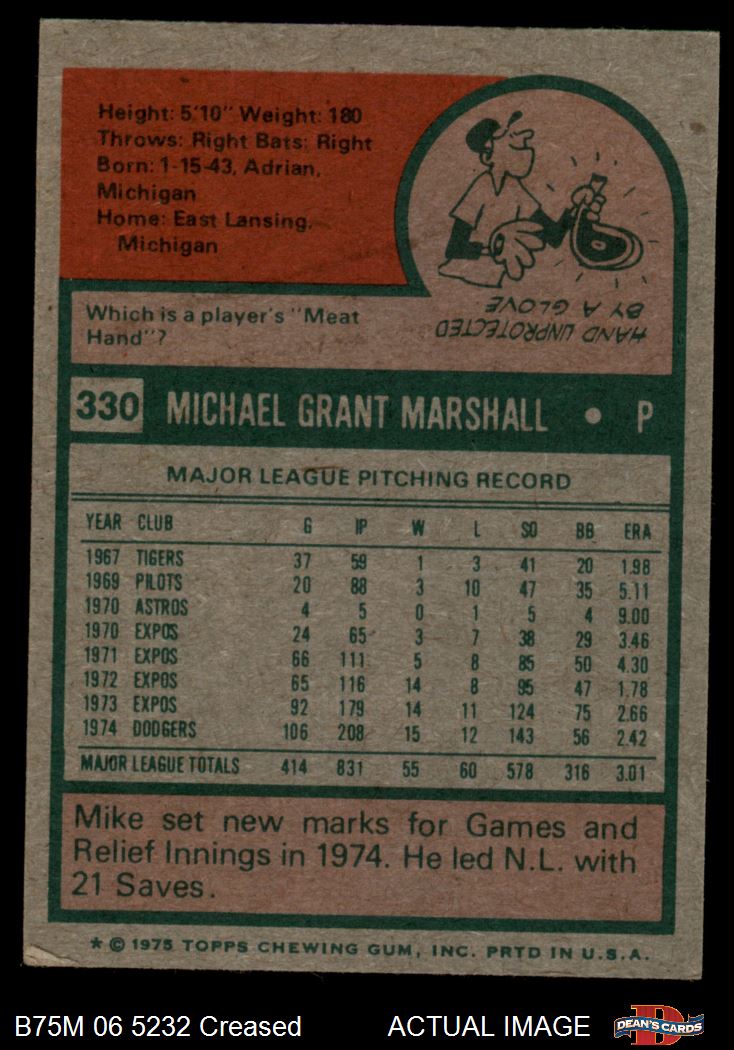 Height: 5'10" Weight: 180
Throws: Right Bats: Right
Born: 1-15-43, Adrian,
Michigan
Home: East Lansing,
Michigan
Which is a player's "Meat
Hand"?
HAND UNPROTECTED
BY A GLOVE
330 MICHAEL GRANT MARSHALL • P
MAJOR LEAGUE PITCHING RECORD
YEAR CLUB G IP W L SO BB ERA
1967 TIGERS 37 59 1 3 41 20 1.98
1969 PILOTS 20 88 3 10 47 35 5.11
1970 ASTROS 4 5 0 1 5 4 9.00
1970 EXPOS 24 65 3 7 38 29 3.46
1971 EXPOS 66 111 5 8 85 50 4.30
1972 EXPOS 65 116 14 8 95 47 1.78
1973 EXPOS 92 179 14 11 124 75 2.66
1974 DODGERS 106 208 15 12 143 56 2.42
MAJOR LEAGUE TOTALS 414 831 55 60 578 316 3.01
Mike set new marks for Games and
Relief Innings in 1974. He led N.L. with
21 Saves.
* © 1975 TOPPS CHEWING GUM, INC. PRTD IN U.S.A.
B75M 06 5232 Creased ACTUAL IMAGE
DEAN'S CARDS